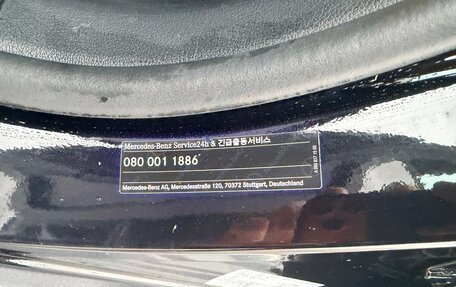 Mercedes-Benz Service24h & 긴급출동서비스
080 001 1886
Mercedes-Benz AG, Mercedesstraße 120, 70372 Stuttgart, Deutschland